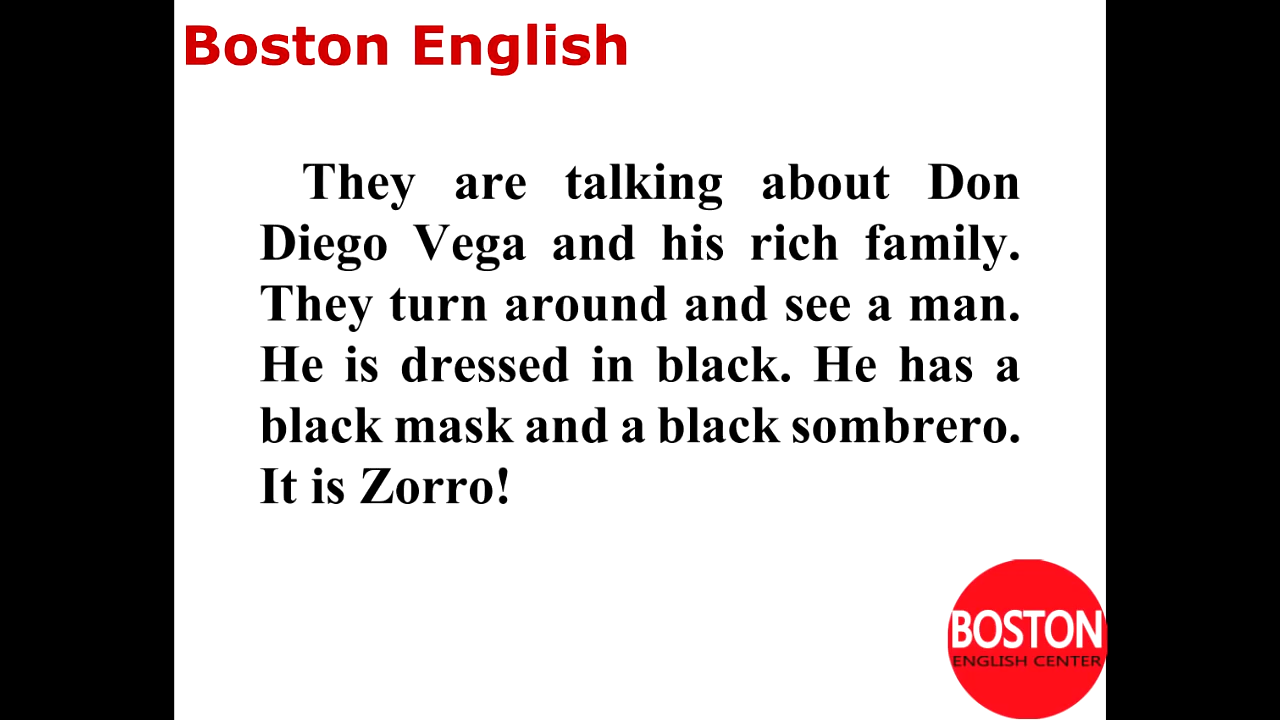 Boston English
They are talking about Don
Diego Vega and his rich family.
They turn around and see a man.
He is dressed in black. He has a
black mask and a black sombrero.
It is Zorro!
BOSTON
ENGLISH CENTER